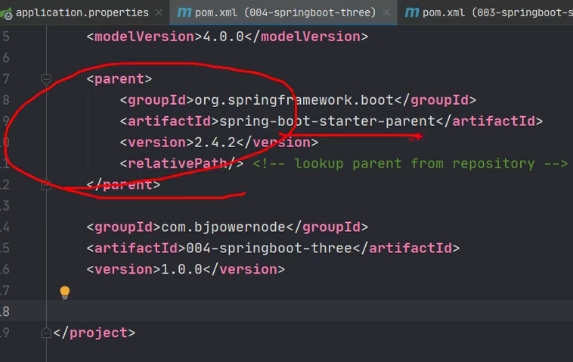 application.properties
pom.xml (004-springboot-three)
pom.xml (003-springboot-s
5 <modelVersion>4.0.0</modelVersion>
7 <parent>
8 <groupId>org.springframework.boot</groupId>
9 <artifactId>spring-boot-starter-parent</artifactId>
10 <version>2.4.2</version>
11 <relativePath/> <!-- lookup parent from repository -->
12 </parent>
13
14 <groupId>com.bjpowernode</groupId>
15 <artifactId>004-springboot-three</artifactId>
16 <version>1.0.0</version>
17
18
19 </project>